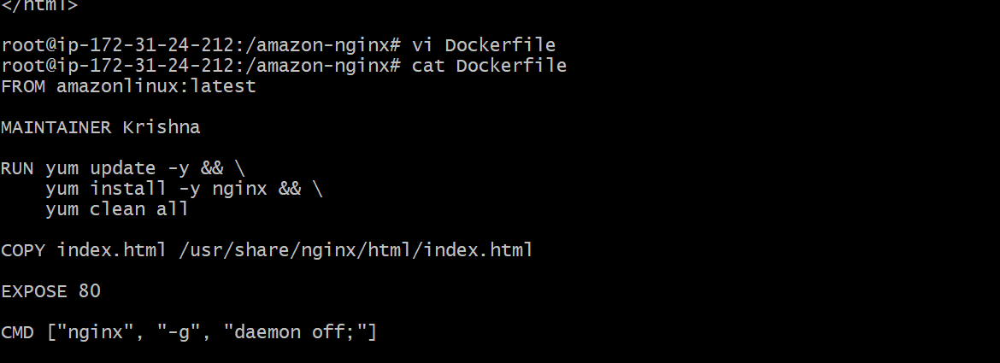 </html>
root@ip-172-31-24-212:/amazon-nginx# vi Dockerfile
root@ip-172-31-24-212:/amazon-nginx# cat Dockerfile
FROM amazonlinux:latest
MAINTAINER Krishna
RUN yum update -y && \
    yum install -y nginx && \
    yum clean all
COPY index.html /usr/share/nginx/html/index.html
EXPOSE 80
CMD ["nginx", "-g", "daemon off;"]